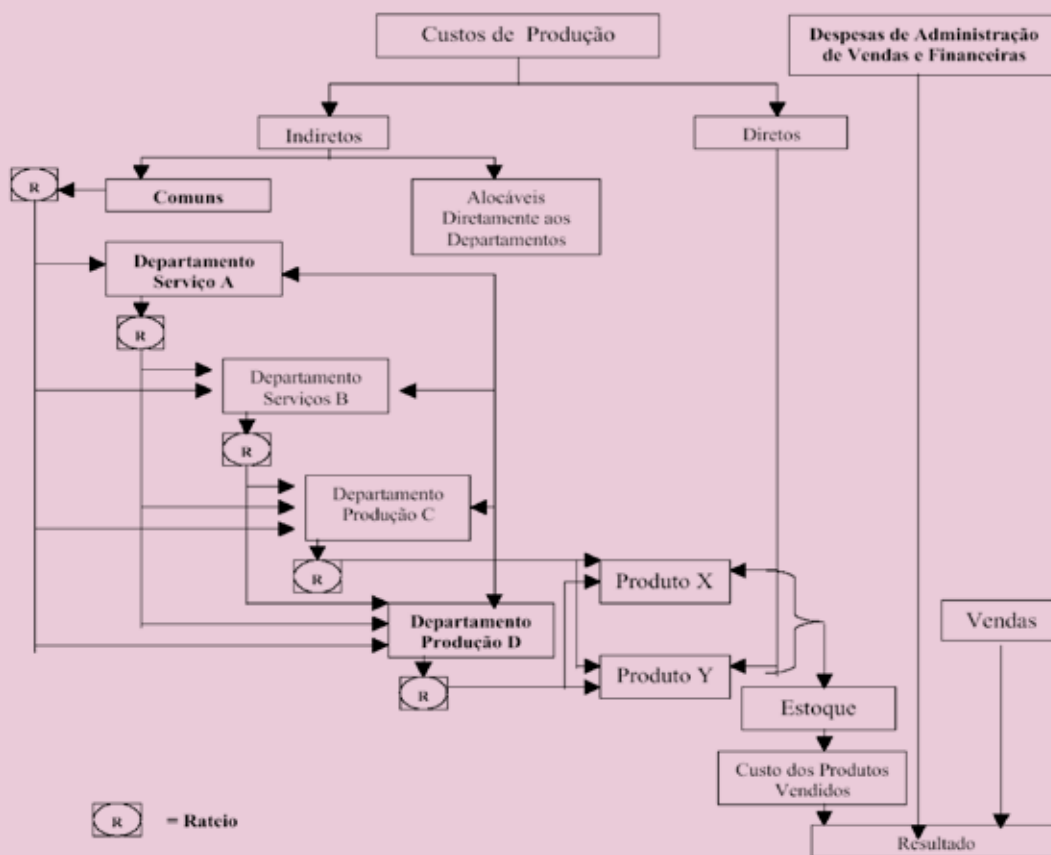 Custos de Produção
Despesas de Administração
de Vendas e Financeiras
Indiretos
Diretos
R
Comuns
Alocáveis
Diretamente aos
Departamentos
Departamento
Serviço A
R
Departamento
Serviços B
R
Departamento
Produção C
R
Produto X
Departamento
Produção D
Vendas
R
Produto Y
Estoque
Custo dos Produtos
Vendidos
R
= Rateio
Resultado